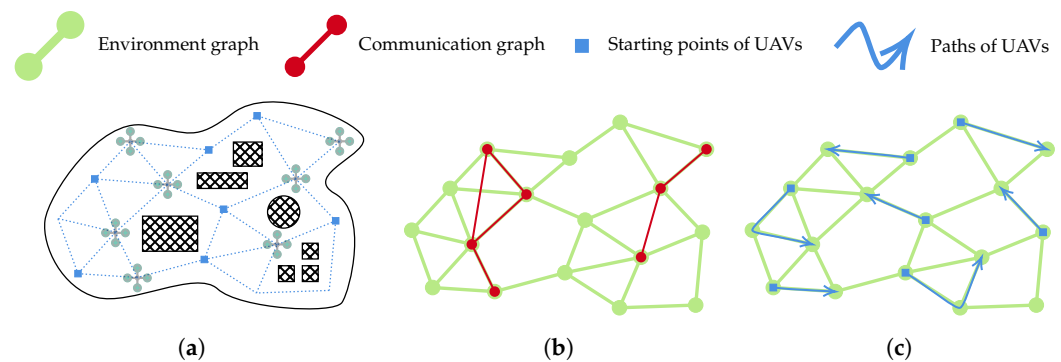 Environment graph
Communication graph
Starting points of UAVs
Paths of UAVs
(a)
(b)
(c)